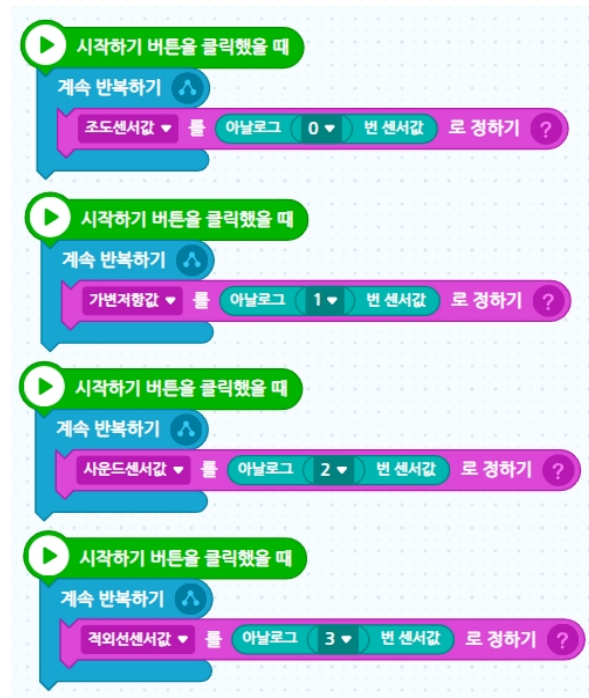 시작하기 버튼을 클릭했을 때
계속 반복하기
조도센서값 ▼ 를 아날로그 0 ▼ 번 센서값 로 정하기 ?
시작하기 버튼을 클릭했을 때
계속 반복하기
가변저항값 ▼ 를 아날로그 1 ▼ 번 센서값 로 정하기 ?
시작하기 버튼을 클릭했을 때
계속 반복하기
사운드센서값 ▼ 를 아날로그 2 ▼ 번 센서값 로 정하기 ?
시작하기 버튼을 클릭했을 때
계속 반복하기
적외선센서값 ▼ 를 아날로그 3 ▼ 번 센서값 로 정하기 ?